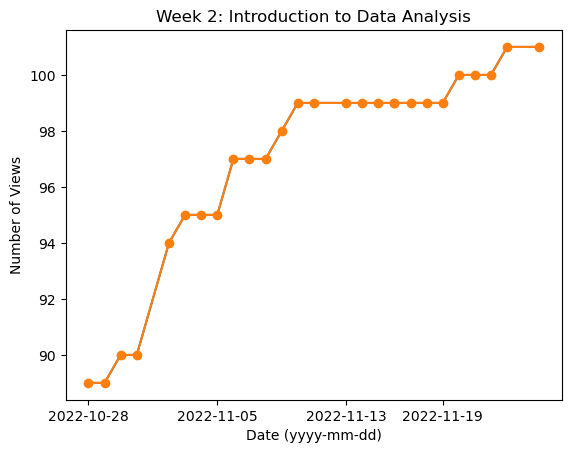 Week 2: Introduction to Data Analysis
100
98
96
94
92
90
Number of Views
2022-10-28 2022-11-05 2022-11-13 2022-11-19
Date (yyyy-mm-dd)